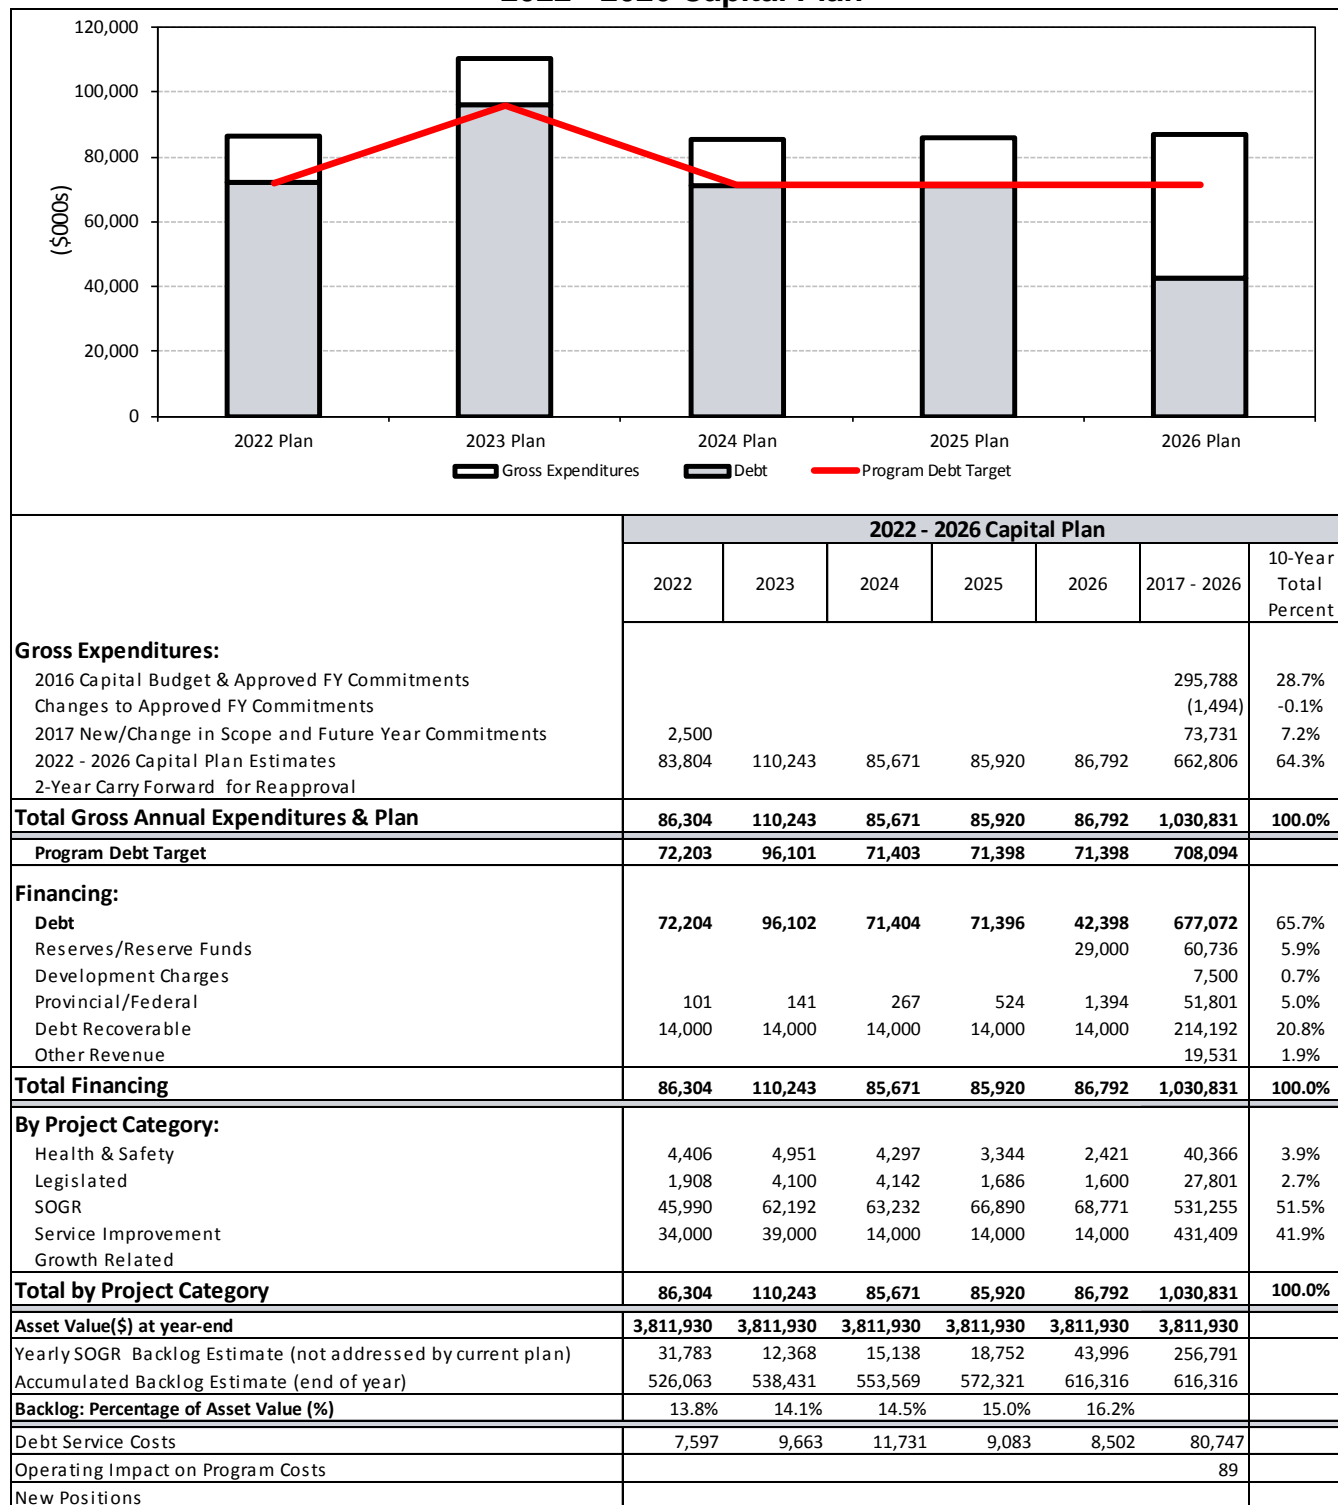 2022 - 2026 Capital Plan
120,000
100,000
80,000
60,000
40,000
20,000
0
($000s)
2022 Plan 2023 Plan 2024 Plan 2025 Plan 2026 Plan
Gross Expenditures Debt Program Debt Target
2022 - 2026 Capital Plan
2022 2023 2024 2025 2026 2017 - 2026 10-Year Total Percent
Gross Expenditures:
2016 Capital Budget & Approved FY Commitments 295,788 28.7%
Changes to Approved FY Commitments (1,494) -0.1%
2017 New/Change in Scope and Future Year Commitments 2,500 73,731 7.2%
2022 - 2026 Capital Plan Estimates 83,804 110,243 85,671 85,920 86,792 662,806 64.3%
2-Year Carry Forward for Reapproval
Total Gross Annual Expenditures & Plan 86,304 110,243 85,671 85,920 86,792 1,030,831 100.0%
Program Debt Target 72,203 96,101 71,403 71,398 71,398 708,094
Financing:
Debt 72,204 96,102 71,404 71,396 42,398 677,072 65.7%
Reserves/Reserve Funds 29,000 60,736 5.9%
Development Charges 7,500 0.7%
Provincial/Federal 101 141 267 524 1,394 51,801 5.0%
Debt Recoverable 14,000 14,000 14,000 14,000 14,000 214,192 20.8%
Other Revenue 19,531 1.9%
Total Financing 86,304 110,243 85,671 85,920 86,792 1,030,831 100.0%
By Project Category:
Health & Safety 4,406 4,951 4,297 3,344 2,421 40,366 3.9%
Legislated 1,908 4,100 4,142 1,686 1,600 27,801 2.7%
SOGR 45,990 62,192 63,232 66,890 68,771 531,255 51.5%
Service Improvement 34,000 39,000 14,000 14,000 14,000 431,409 41.9%
Growth Related
Total by Project Category 86,304 110,243 85,671 85,920 86,792 1,030,831 100.0%
Asset Value($) at year-end 3,811,930 3,811,930 3,811,930 3,811,930 3,811,930 3,811,930
Yearly SOGR Backlog Estimate (not addressed by current plan) 31,783 12,368 15,138 18,752 43,996 256,791
Accumulated Backlog Estimate (end of year) 526,063 538,431 553,569 572,321 616,316 616,316
Backlog: Percentage of Asset Value (%) 13.8% 14.1% 14.5% 15.0% 16.2%
Debt Service Costs 7,597 9,663 11,731 9,083 8,502 80,747
Operating Impact on Program Costs 89
New Positions